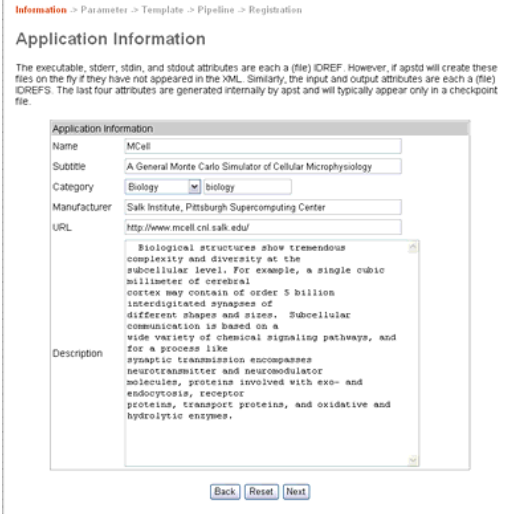 Information -> Parameter -> Template -> Pipeline -> Registration
Application Information
The executable, stderr, stdin, and stdout attributes are each a (file) IDREF. However, if apstd will create these
files on the fly if they have not appeared in the XML. Similarly, the input and output attributes are each a (file)
IDREFS. The last four attributes are generated internally by apst and will typically appear only in a checkpoint
file.
Application Information
Name MCell
Subtitle A General Monte Carlo Simulator of Cellular Microphysiology
Category Biology biology
Manufacturer Salk Institute, Pittsburgh Supercomputing Center
URL http://www.mcell.cnl.salk.edu/
Biological structures show tremendous
complexity and diversity at the
subcellular level. For example, a single cubic
millimeter of cerebral
cortex may contain of order 5 billion
interdigitated synapses of
different shapes and sizes. Subcellular
communication is based on a
wide variety of chemical signaling pathways, and
for a process like
Description
synaptic transmission encompasses
neurotransmitter and neuromodulator
molecules, proteins involved with exo- and
endocytosis, receptor
proteins, transport proteins, and oxidative and
hydrolytic enzymes.
Back Reset Next